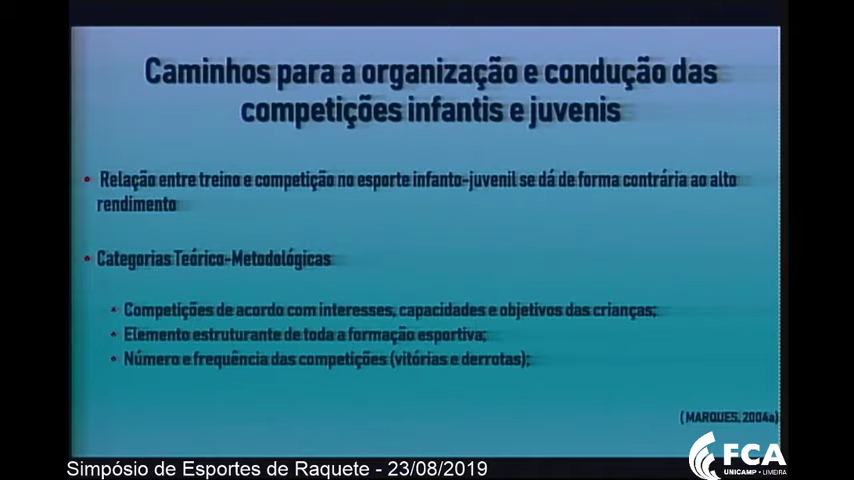 Caminhos para a organização e condução das
competições infantis e juvenis
• Relação entre treino e competição no esporte infanto-juvenil se dá de forma contrária ao alto
rendimento
• Categorias Teórico-Metodológicas
• Competições de acordo com interesses, capacidades e objetivos das crianças;
• Elemento estruturante de toda a formação esportiva;
• Número e frequência das competições (vitórias e derrotas);
(MARQUES, 2004a)
FCA
UNICAMP • LIMEIRA
Simpósio de Esportes de Raquete - 23/08/2019